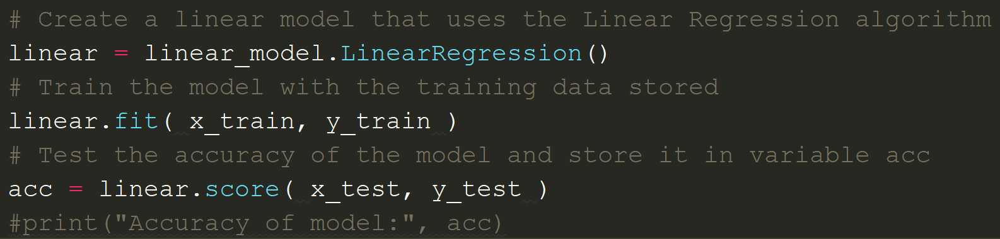 # Create a linear model that uses the Linear Regression algorithm
linear = linear_model.LinearRegression()
# Train the model with the training data stored
linear.fit( x_train, y_train )
# Test the accuracy of the model and store it in variable acc
acc = linear.score( x_test, y_test )
#print("Accuracy of model:", acc)